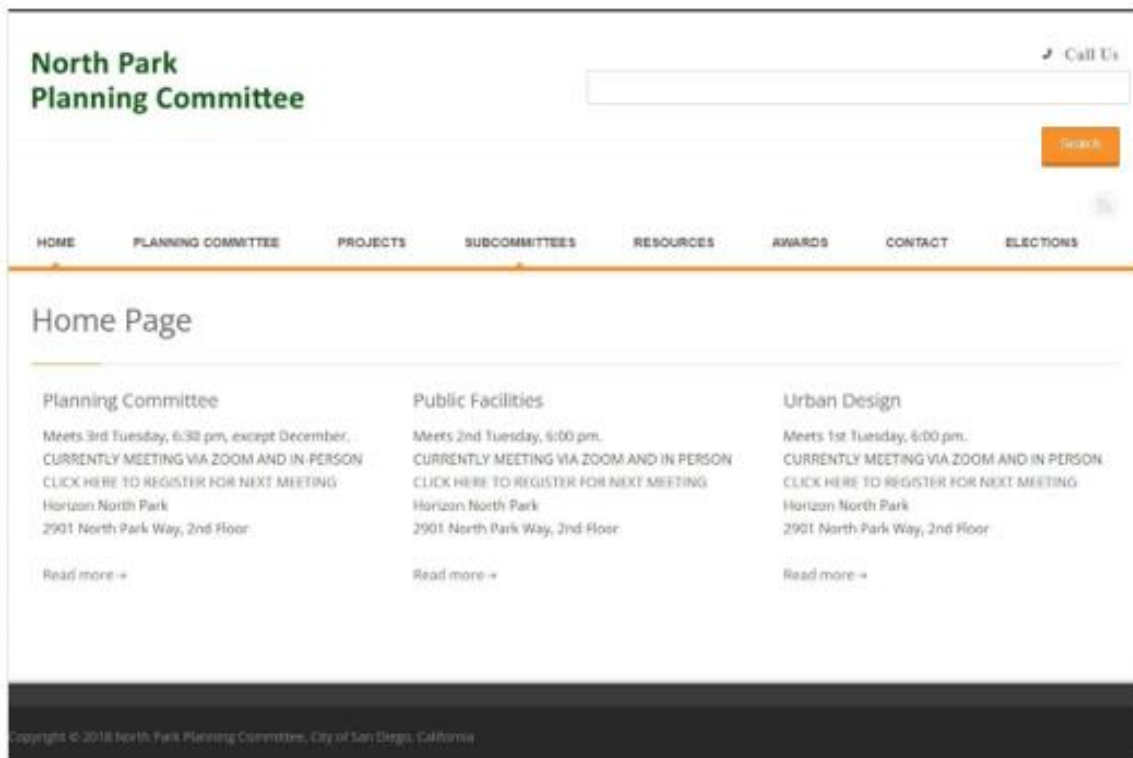 North Park
Planning Committee
Call Us
Search
HOME PLANNING COMMITTEE PROJECTS SUBCOMMITTEES RESOURCES AWARDS CONTACT ELECTIONS
Home Page
Planning Committee
Meets 3rd Tuesday, 6:30 pm, except December.
CURRENTLY MEETING VIA ZOOM AND IN-PERSON
CLICK HERE TO REGISTER FOR NEXT MEETING
Horizon North Park
2901 North Park Way, 2nd Floor
Read more →
Public Facilities
Meets 2nd Tuesday, 6:00 pm.
CURRENTLY MEETING VIA ZOOM AND IN PERSON
CLICK HERE TO REGISTER FOR NEXT MEETING
Horizon North Park
2901 North Park Way, 2nd Floor
Read more →
Urban Design
Meets 1st Tuesday, 6:00 pm.
CURRENTLY MEETING VIA ZOOM AND IN PERSON
CLICK HERE TO REGISTER FOR NEXT MEETING
Horizon North Park
2901 North Park Way, 2nd Floor
Read more →
Copyright © 2018 North Park Planning Committee, City of San Diego, California